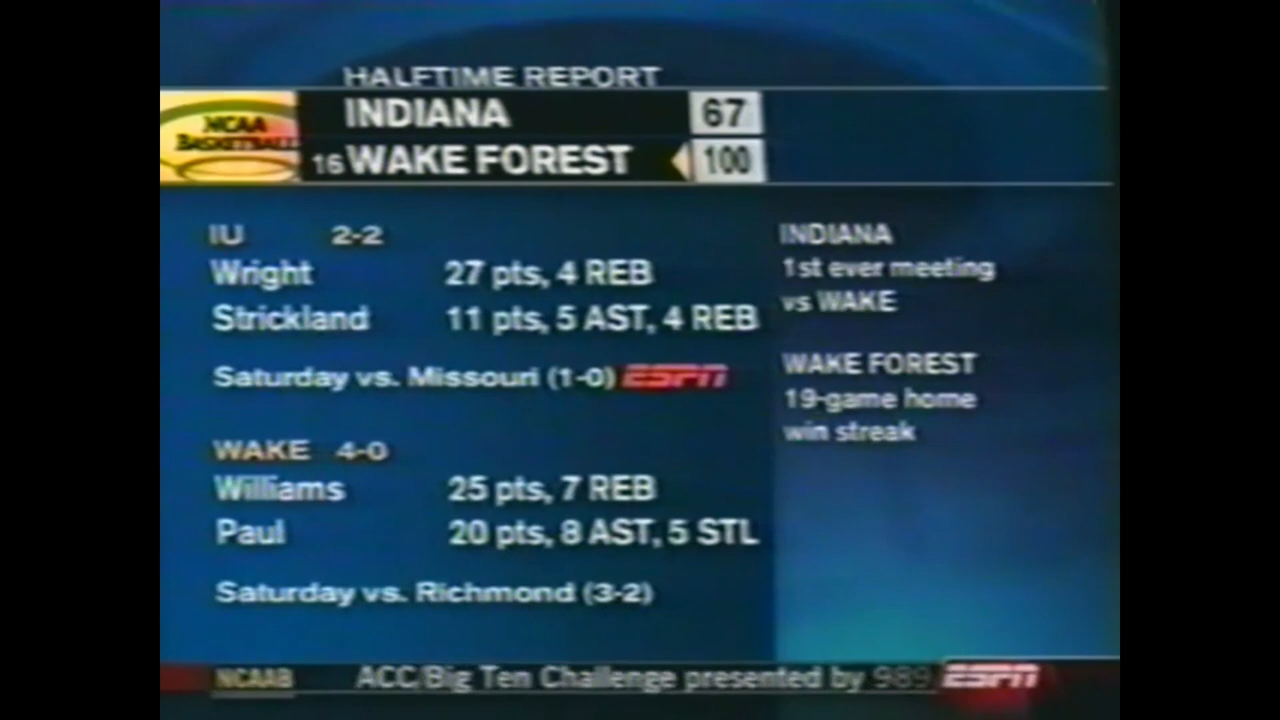 HALFTIME REPORT
NCAA
BASKETBALL
INDIANA 67
16 WAKE FOREST 100
IU 2-2
Wright 27 pts, 4 REB
Strickland 11 pts, 5 AST, 4 REB
Saturday vs. Missouri (1-0) ESPN
WAKE 4-0
Williams 25 pts, 7 REB
Paul 20 pts, 8 AST, 5 STL
Saturday vs. Richmond (3-2)
INDIANA
1st ever meeting
vs WAKE
WAKE FOREST
19-game home
win streak
NCAAB ACC/Big Ten Challenge presented by 989 ESPN